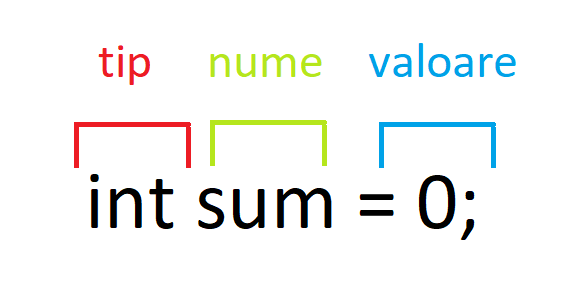 tip nume valoare
int sum = 0;